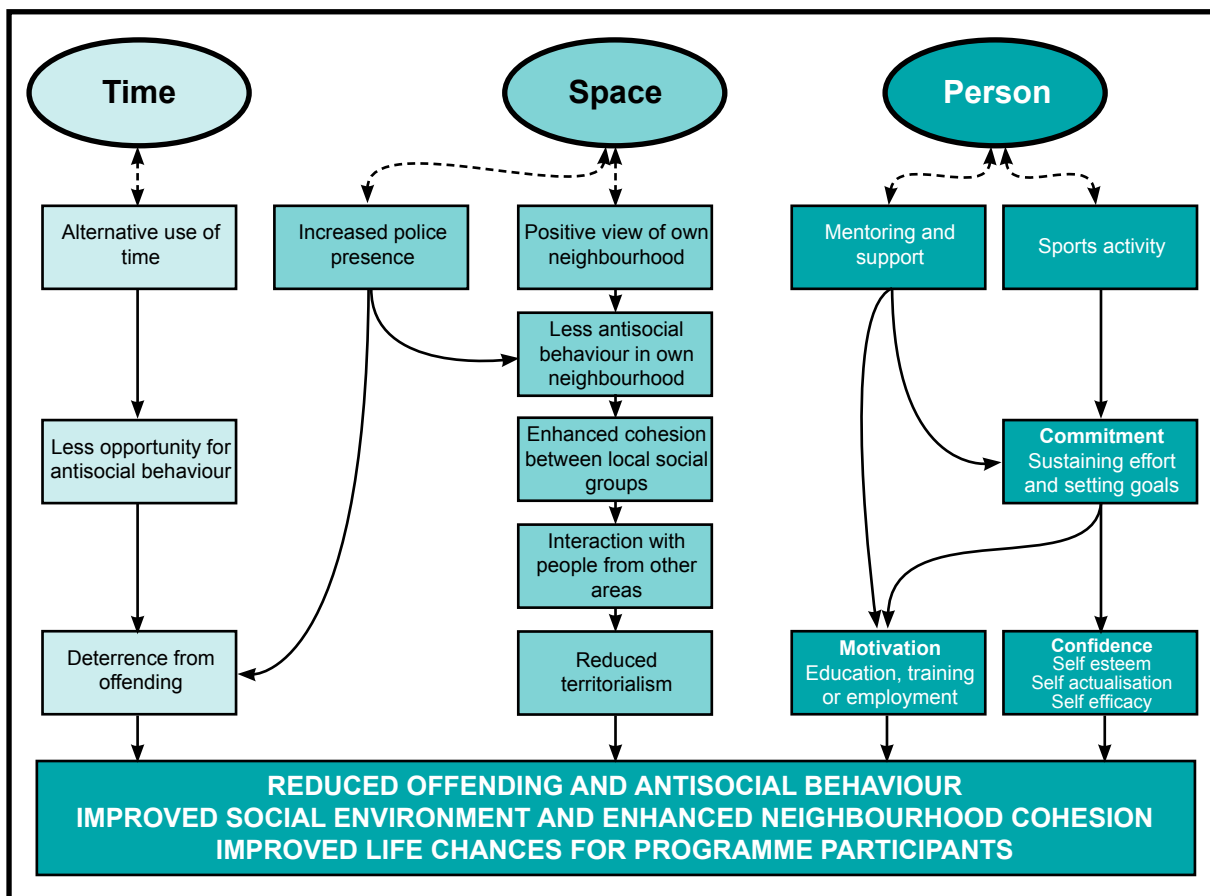 Time
Space
Person
Alternative use of
time
Increased police
presence
Positive view of own
neighbourhood
Mentoring and
support
Sports activity
Less antisocial
behaviour in own
neighbourhood
Less opportunity for
antisocial behaviour
Enhanced cohesion
between local social
groups
Commitment
Sustaining effort
and setting goals
Interaction with
people from other
areas
Deterrence from
offending
Reduced
territorialism
Motivation
Education, training
or employment
Confidence
Self esteem
Self actualisation
Self efficacy
REDUCED OFFENDING AND ANTISOCIAL BEHAVIOUR
IMPROVED SOCIAL ENVIRONMENT AND ENHANCED NEIGHBOURHOOD COHESION
IMPROVED LIFE CHANCES FOR PROGRAMME PARTICIPANTS